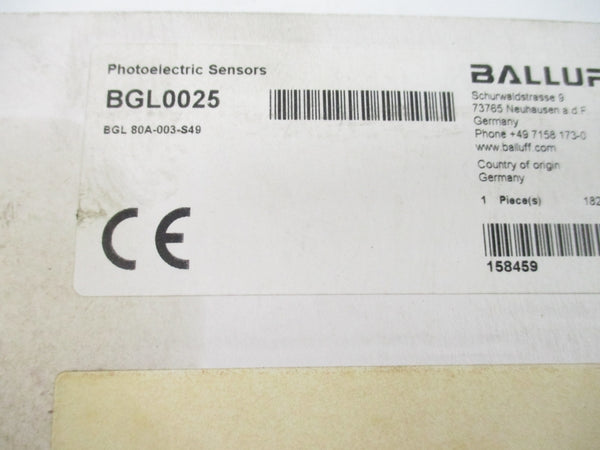 Photoelectric Sensors
BGL0025
BGL 80A-003-S49
BALLUFF
Schurwaldstrasse 9
73765 Neuhausen a.d.F.
Germany
Phone +49 7158 173-0
www.balluff.com
Country of origin
Germany
1 Piece(s) 182
158459
CE